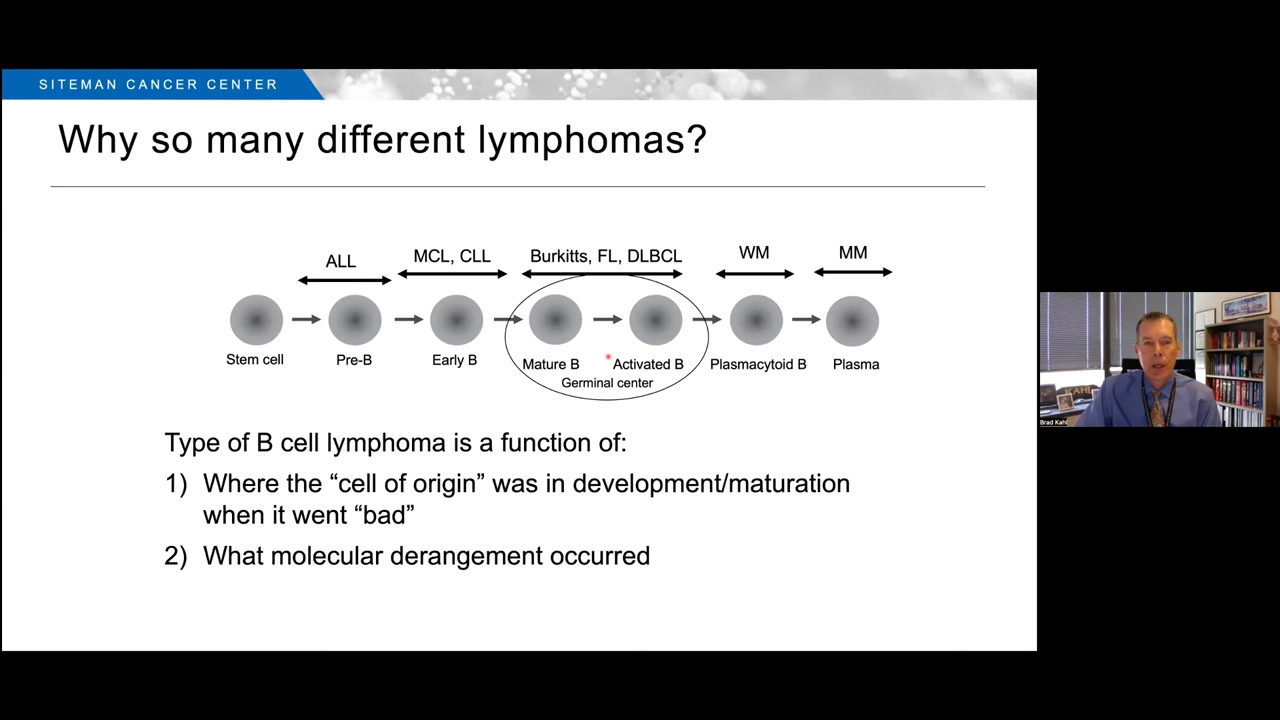 SITEMAN CANCER CENTER
Why so many different lymphomas?
ALL
MCL, CLL
Burkitts, FL, DLBCL
WM
MM
Stem cell
Pre-B
Early B
Mature B
Activated B
Plasmacytoid B
Plasma
Germinal center
Type of B cell lymphoma is a function of:
1) Where the “cell of origin” was in development/maturation
when it went “bad”
2) What molecular derangement occurred
KAHL
Brad Kahl